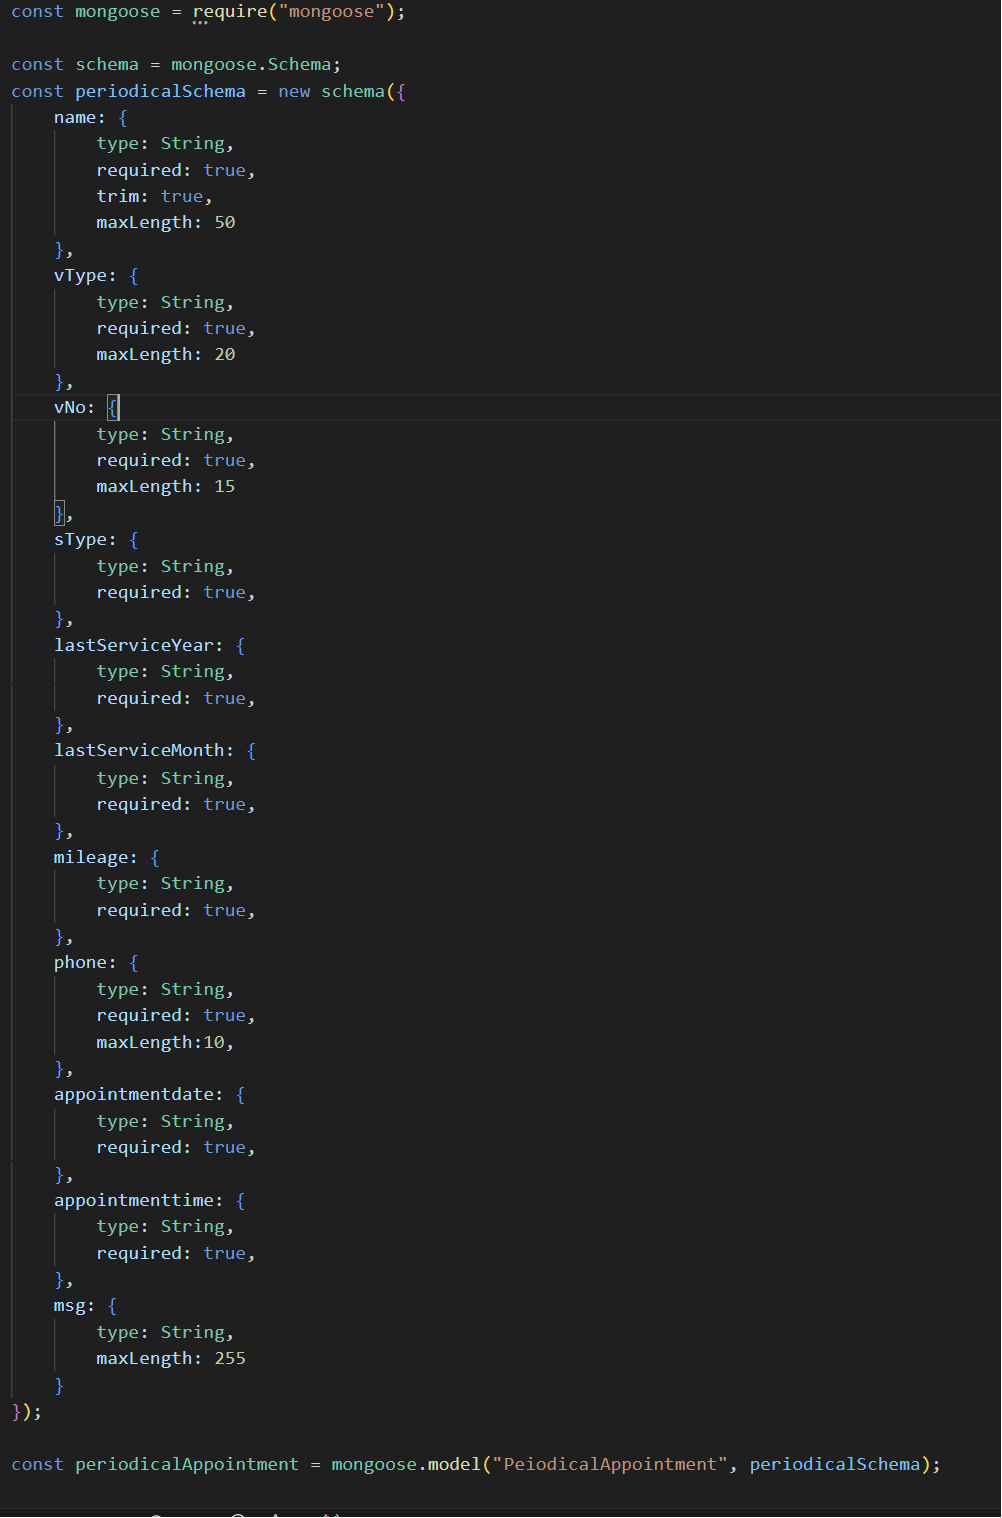 const mongoose = require("mongoose");
const schema = mongoose.Schema;
const periodicalSchema = new schema({
    name: {
        type: String,
        required: true,
        trim: true,
        maxLength: 50
    },
    vType: {
        type: String,
        required: true,
        maxLength: 20
    },
    vNo: {
        type: String,
        required: true,
        maxLength: 15
    },
    sType: {
        type: String,
        required: true,
    },
    lastServiceYear: {
        type: String,
        required: true,
    },
    lastServiceMonth: {
        type: String,
        required: true,
    },
    mileage: {
        type: String,
        required: true,
    },
    phone: {
        type: String,
        required: true,
        maxLength:10,
    },
    appointmentdate: {
        type: String,
        required: true,
    },
    appointmenttime: {
        type: String,
        required: true,
    },
    msg: {
        type: String,
        maxLength: 255
    }
});
const periodicalAppointment = mongoose.model("PeiodicalAppointment", periodicalSchema);